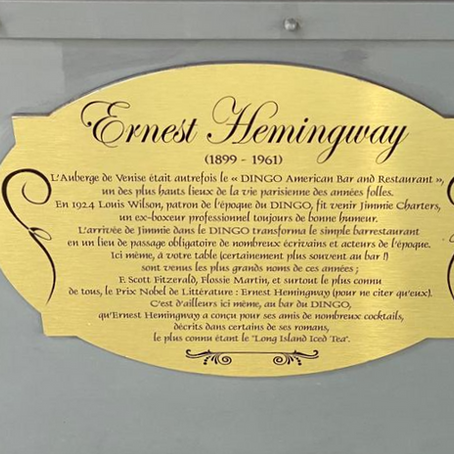 Ernest Hemingway
(1899 - 1961)
L'Auberge de Venise était autrefois le « DINGO American Bar and Restaurant »,
un des plus hauts lieux de la vie parisienne des années folles.
En 1924 Louis Wilson, patron de l'époque du DINGO, fit venir Jimmie Charters,
un ex-boxeur professionnel toujours de bonne humeur.
L'arrivée de Jimmie dans le DINGO transforma le simple barrestaurant
en un lieu de passage obligatoire de nombreux écrivains et acteurs de l'époque.
Ici même, à votre table (certainement plus souvent au bar !)
sont venus les plus grands noms de ces années ;
F. Scott Fitzerald, Flossie Martin, et surtout le plus connu
de tous, le Prix Nobel de Littérature : Ernest Hemingway (pour ne citer qu'eux).
C'est d'ailleurs ici même, au bar du DINGO,
qu'Ernest Hemingway a conçu pour ses amis de nombreux cocktails,
décrits dans certains de ses romans,
le plus connu étant le "Long Island Iced Tea".